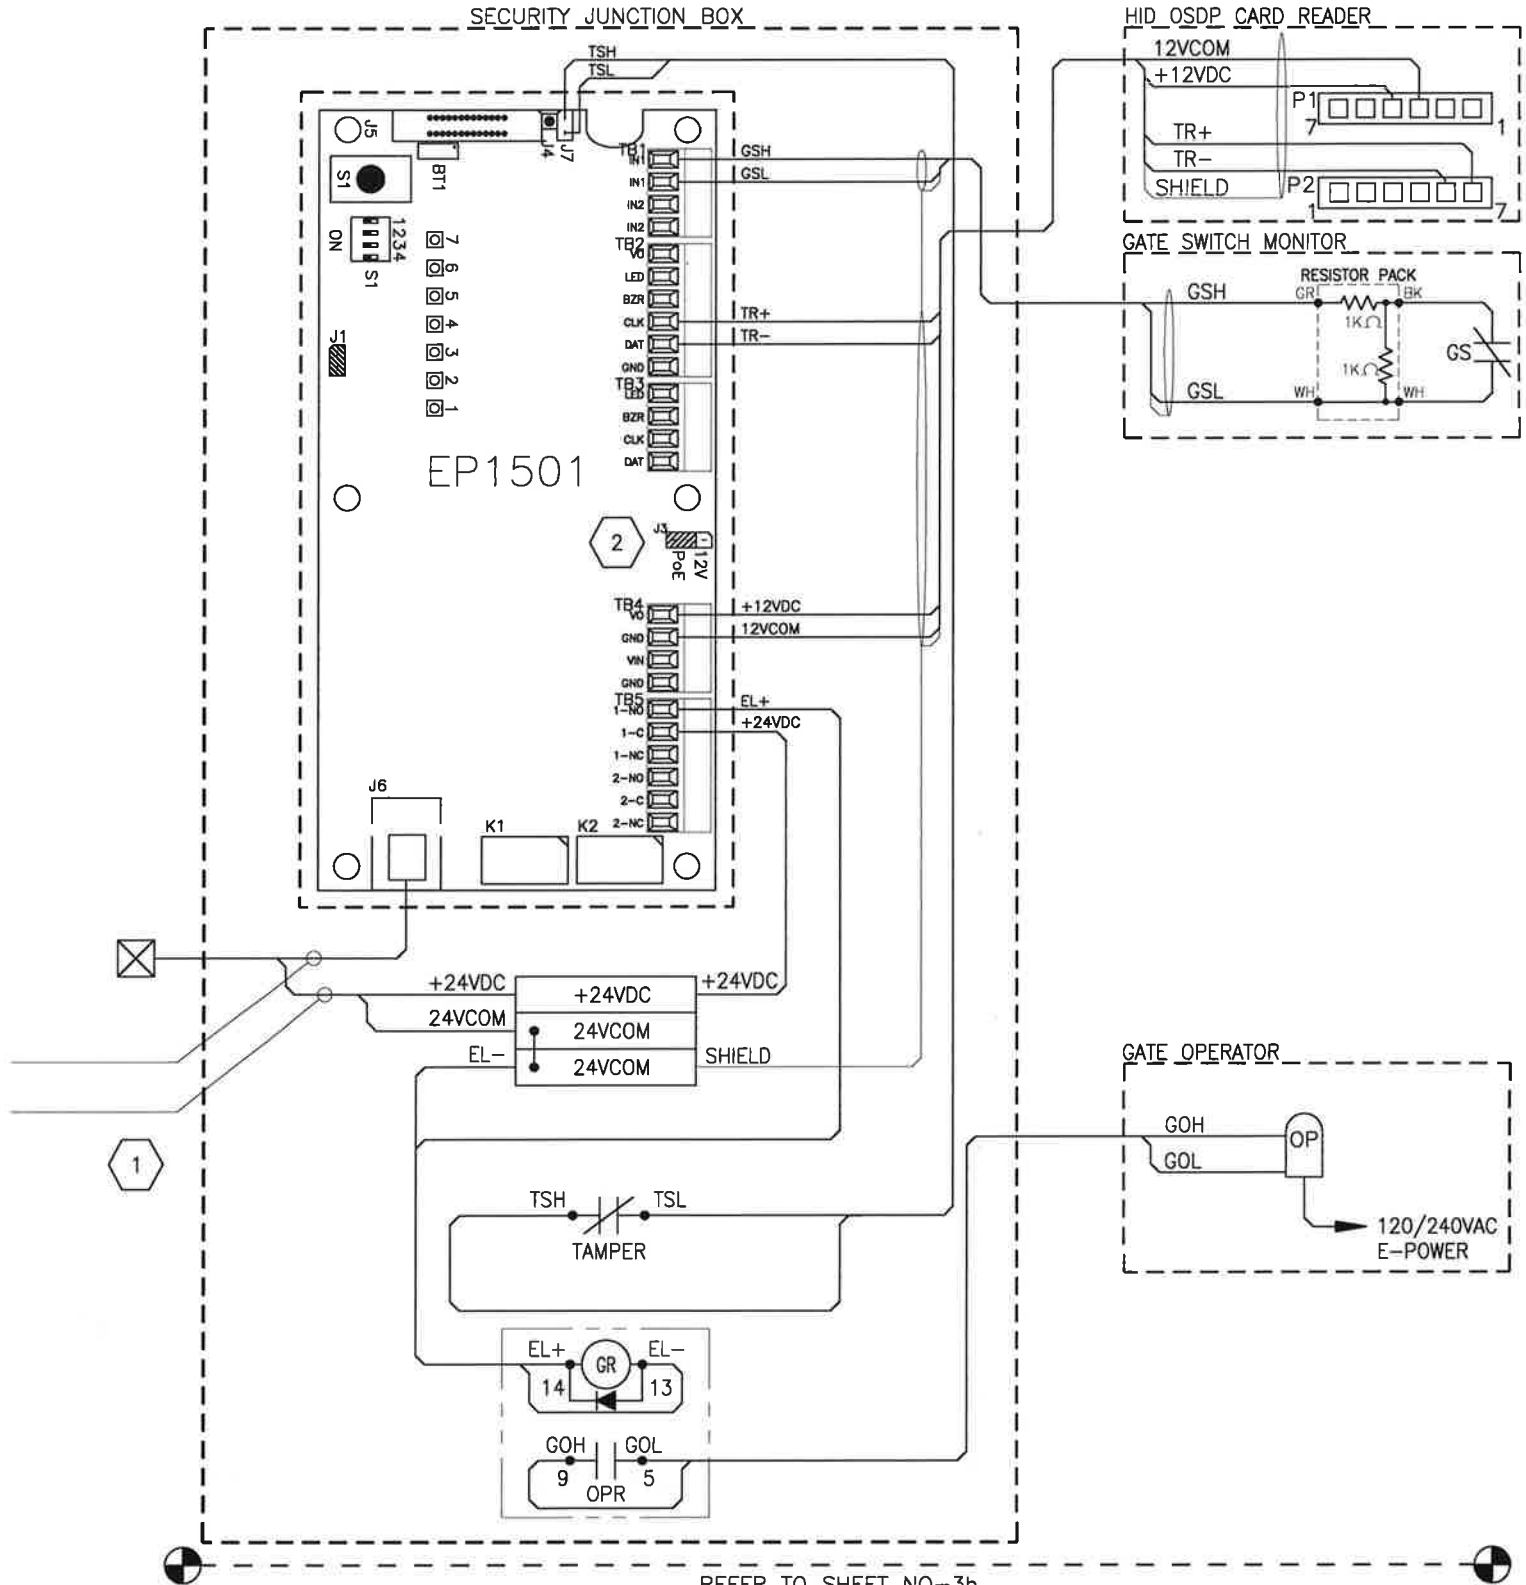 SECURITY JUNCTION BOX
HID OSDP CARD READER
TSH
TSL
12VCOM
+12VDC
P1
7
1
TR+
TR-
SHIELD
P2
1
7
J5
J4
J7
BT1
S1
ON
1234
S1
J1
7
6
5
4
3
2
1
EP1501
TB1
IN1
IN1
IN2
IN2
GSH
GSL
TB2
VO
LED
BZR
CLK
DAT
GND
TR+
TR-
TB3
LED
BZR
CLK
DAT
2
J3
PoE
12V
TB4
VO
GND
VIN
GND
+12VDC
12VCOM
TB5
1-NO
1-C
1-NC
2-NO
2-C
2-NC
EL+
+24VDC
J6
K1
K2
GATE SWITCH MONITOR
RESISTOR PACK
GSH
GR
BK
1KΩ
1KΩ
GS
GSL
WH
WH
+24VDC
+24VDC
+24VDC
24VCOM
24VCOM
EL-
24VCOM
SHIELD
1
GATE OPERATOR
GOH
GOL
OP
120/240VAC
E-POWER
TSH
TSL
TAMPER
EL+
GR
EL-
14
13
GOH
GOL
9
5
OPR
REFER TO SHEET NO-3b